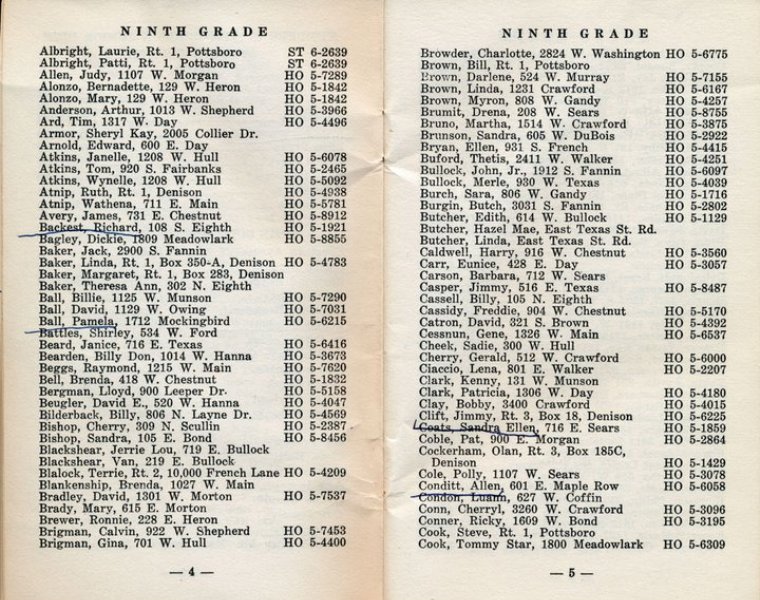 NINTH GRADE
Albright, Laurie, Rt. 1, Pottsboro ST 6-2639
Albright, Patti, Rt. 1, Pottsboro ST 6-2639
Allen, Judy, 1107 W. Morgan HO 5-7289
Alonzo, Bernadette, 129 W. Heron HO 5-1842
Alonzo, Mary, 129 W. Heron HO 5-1842
Anderson, Arthur, 1013 W. Shepherd HO 5-3966
Ard, Tim, 1317 W. Day HO 5-4496
Armor, Sheryl Kay, 2005 Collier Dr.
Arnold, Edward, 600 E. Day
Atkins, Janelle, 1208 W. Hull HO 5-6078
Atkins, Tom, 920 S. Fairbanks HO 5-2465
Atkins, Wynelle, 1208 W. Hull HO 5-5092
Atnip, Ruth, Rt. 1, Denison HO 5-4938
Atnip, Wathena, 711 E. Main HO 5-5781
Avery, James, 731 E. Chestnut HO 5-8912
Backest, Richard, 108 S. Eighth HO 5-1921
Bagley, Dickie, 1809 Meadowlark HO 5-8855
Baker, Jack, 2900 S. Fannin
Baker, Linda, Rt. 1, Box 350-A, Denison HO 5-4783
Baker, Margaret, Rt. 1, Box 283, Denison
Baker, Theresa Ann, 302 N. Eighth
Ball, Billie, 1125 W. Munson HO 5-7290
Ball, David, 1129 W. Owing HO 5-7031
Ball, Pamela, 1712 Mockingbird HO 5-6215
Battles, Shirley, 534 W. Ford
Beard, Janice, 716 E. Texas HO 5-6416
Bearden, Billy Don, 1014 W. Hanna HO 5-3673
Beggs, Raymond, 1215 W. Main HO 5-7620
Bell, Brenda, 418 W. Chestnut HO 5-1832
Bergman, Lloyd, 900 Leeper Dr. HO 5-5158
Beugler, David E., 520 W. Hanna HO 5-4047
Bilderback, Billy, 806 N. Layne Dr. HO 5-4569
Bishop, Cherry, 309 N. Scullin HO 5-2387
Bishop, Sandra, 105 E. Bond HO 5-8456
Blackshear, Jerrie Lou, 719 E. Bullock
Blackshear, Van, 219 E. Bullock
Blalock, Terrie, Rt. 2, 10,000 French Lane HO 5-4209
Blankenship, Brenda, 1027 W. Main
Bradley, David, 1301 W. Morton HO 5-7537
Brady, Mary, 615 E. Morton
Brewer, Ronnie, 228 E. Heron
Brigman, Calvin, 922 W. Shepherd HO 5-7453
Brigman, Gina, 701 W. Hull HO 5-4400
— 4 —
NINTH GRADE
Browder, Charlotte, 2824 W. Washington HO 5-6775
Brown, Bill, Rt. 1, Pottsboro
Brown, Darlene, 524 W. Murray HO 5-7155
Brown, Linda, 1231 Crawford HO 5-6167
Brown, Myron, 808 W. Gandy HO 5-4257
Brumit, Drena, 208 W. Sears HO 5-8755
Bruno, Martha, 1514 W. Crawford HO 5-3875
Brunson, Sandra, 605 W. DuBois HO 5-2922
Bryan, Ellen, 931 S. French HO 5-4415
Buford, Thetis, 2411 W. Walker HO 5-4251
Bullock, John, Jr., 1912 S. Fannin HO 5-6097
Bullock, Merle, 930 W. Texas HO 5-4039
Burch, Sara, 806 W. Gandy HO 5-1716
Burgin, Butch, 3031 S. Fannin HO 5-2802
Butcher, Edith, 614 W. Bullock HO 5-1129
Butcher, Hazel Mae, East Texas St. Rd.
Butcher, Linda, East Texas St. Rd.
Caldwell, Harry, 916 W. Chestnut HO 5-3560
Carr, Eunice, 428 E. Day HO 5-3057
Carson, Barbara, 712 W. Sears
Casper, Jimmy, 516 E. Texas HO 5-8487
Cassell, Billy, 105 N. Eighth
Cassidy, Freddie, 904 W. Chestnut HO 5-5170
Catron, David, 321 S. Brown HO 5-4392
Cessnun, Gene, 1326 W. Main HO 5-6537
Cheek, Sadie, 300 W. Hull
Cherry, Gerald, 512 W. Crawford HO 5-6000
Ciaccio, Lena, 801 E. Walker HO 5-2207
Clark, Kenny, 131 W. Munson
Clark, Patricia, 1306 W. Day HO 5-4180
Clay, Bobby, 3400 Crawford HO 5-4015
Clift, Jimmy, Rt. 3, Box 18, Denison HO 5-6225
Coats, Sandra Ellen, 716 E. Sears HO 5-1859
Coble, Pat, 900 E. Morgan HO 5-2864
Cockerham, Olan, Rt. 3, Box 185C,
Denison HO 5-1429
Cole, Polly, 1107 W. Sears HO 5-3078
Conditt, Allen, 601 E. Maple Row HO 5-6058
Condon, Luann, 627 W. Coffin
Conn, Cherryl, 3260 W. Crawford HO 5-3096
Conner, Ricky, 1609 W. Bond HO 5-3195
Cook, Steve, Rt. 1, Pottsboro
Cook, Tommy Star, 1800 Meadowlark HO 5-6309
— 5 —